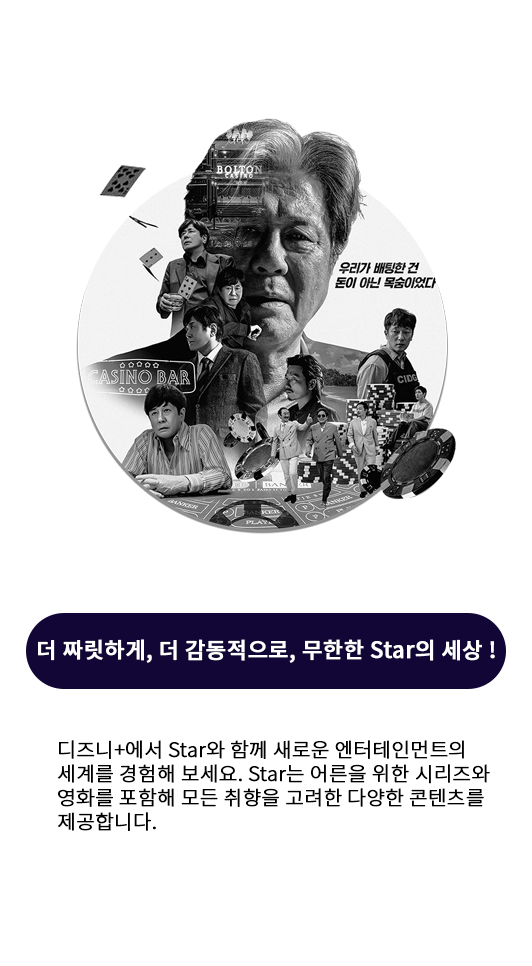 BOLTON
CASINO
우리가 배팅한 건
돈이 아닌 목숨이었다
CIDG
CASINO BAR
BANKER
BANKER
PLAY
더 짜릿하게, 더 감동적으로, 무한한 Star의 세상 !
디즈니+에서 Star와 함께 새로운 엔터테인먼트의
세계를 경험해 보세요. Star는 어른을 위한 시리즈와
영화를 포함해 모든 취향을 고려한 다양한 콘텐츠를
제공합니다.